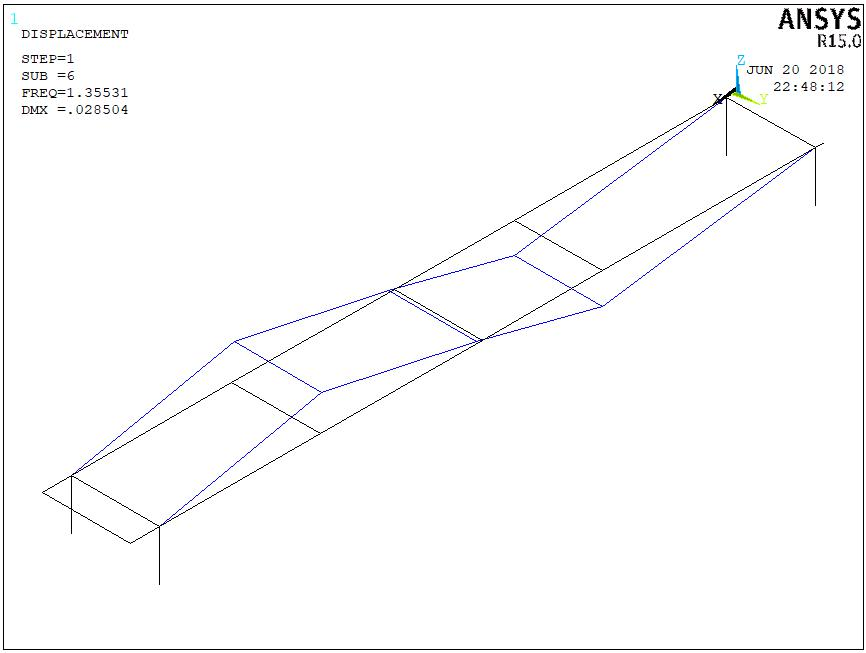 1
DISPLACEMENT
STEP=1
SUB =6
FREQ=1.35531
DMX =.028504
ANSYS
R15.0
JUN 20 2018
22:48:12
Z
X
Y